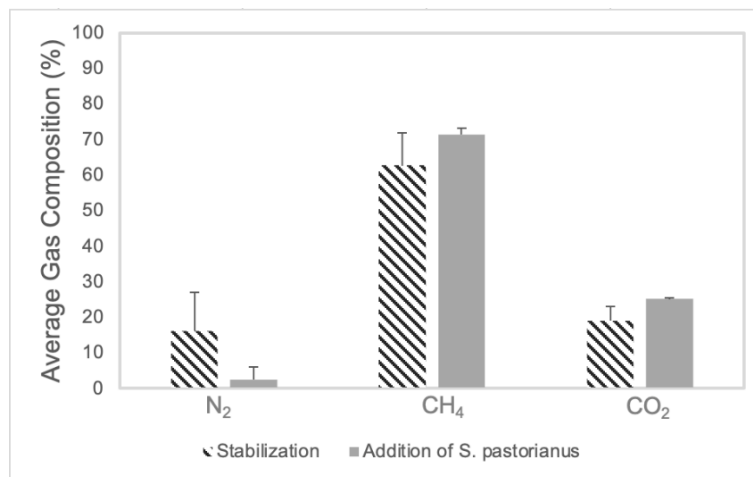 Average Gas Composition (%)
100
90
80
70
60
50
40
30
20
10
0
N₂
CH₄
CO₂
Stabilization
Addition of S. pastorianus